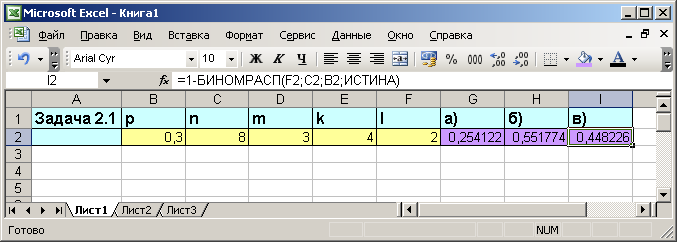 Microsoft Excel - Книга1
Файл Правка Вид Вставка Формат Сервис Данные Окно Справка
Arial Cyr 10 Ж К Ч
I2 fx =1-БИНОМРАСП(F2;C2;B2;ИСТИНА)
A B C D E F G H I
1 Задача 2.1 p n m k l а) б) в)
2 0,3 8 3 4 2 0,254122 0,551774 0,448226
3
4
5
Лист1 Лист2 Лист3
Готово NUM